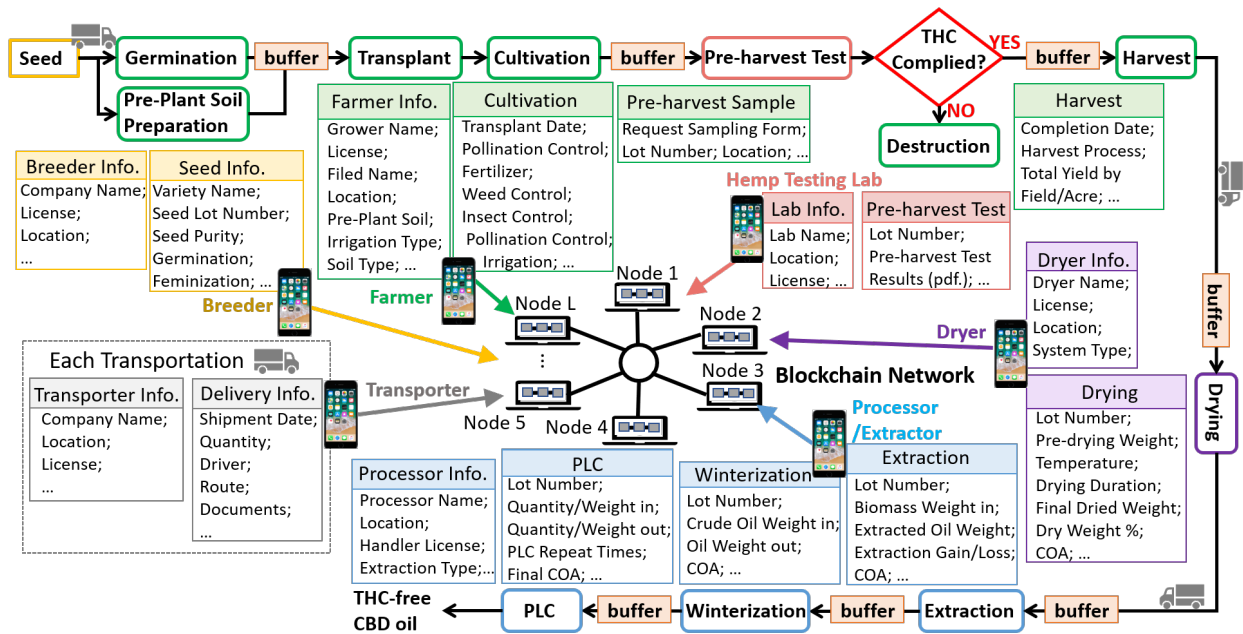 Seed
Germination
buffer
Transplant
Cultivation
buffer
Pre-harvest Test
THC
Complied?
YES
buffer
Harvest
Pre-Plant Soil
Preparation
NO
Destruction
Farmer Info.
Grower Name;
License;
Filed Name;
Location;
Pre-Plant Soil;
Irrigation Type;
Soil Type; ...
Cultivation
Transplant Date;
Pollination Control;
Fertilizer;
Weed Control;
Insect Control;
Pollination Control;
Irrigation; ...
Pre-harvest Sample
Request Sampling Form;
Lot Number; Location; ...
Harvest
Completion Date;
Harvest Process;
Total Yield by
Field/Acre; ...
Breeder Info.
Company Name;
License;
Location;
...
Seed Info.
Variety Name;
Seed Lot Number;
Seed Purity;
Germination;
Feminization; ...
Hemp Testing Lab
Lab Info.
Lab Name;
Location;
License; ...
Pre-harvest Test
Lot Number;
Pre-harvest Test
Results (pdf.); ...
Dryer Info.
Dryer Name;
License;
Location;
System Type;
buffer
Breeder
Farmer
Node L
Node 1
Node 2
Dryer
...
Node 3
Blockchain Network
Node 5
Node 4
Each Transportation
Transporter Info.
Company Name;
Location;
License;
...
Delivery Info.
Shipment Date;
Quantity;
Driver;
Route;
Documents;
...
Transporter
Processor
/Extractor
Drying
Lot Number;
Pre-drying Weight;
Temperature;
Drying Duration;
Final Dried Weight;
Dry Weight %;
COA; ...
Drying
Processor Info.
Processor Name;
Location;
Handler License;
Extraction Type;...
PLC
Lot Number;
Quantity/Weight in;
Quantity/Weight out;
PLC Repeat Times;
Final COA; ...
Winterization
Lot Number;
Crude Oil Weight in;
Oil Weight out;
COA; ...
Extraction
Lot Number;
Biomass Weight in;
Extracted Oil Weight;
Extraction Gain/Loss;
COA; ...
THC-free
CBD oil
PLC
buffer
Winterization
buffer
Extraction
buffer